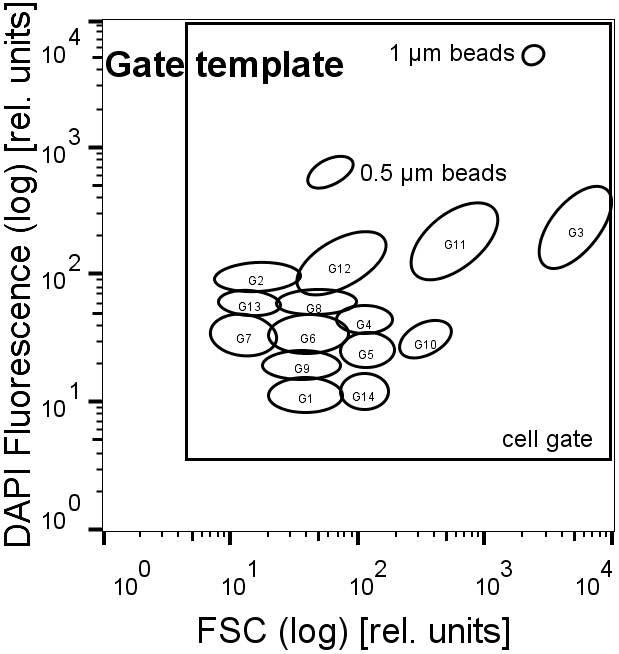 DAPI Fluorescence (log) [rel. units]
10^4
10^3
10^2
10^1
10^0
Gate template
1 µm beads
0.5 µm beads
G3
G11
G12
G2
G13
G8
G4
G7
G6
G10
G5
G9
G1
G14
cell gate
10^0 10^1 10^2 10^3 10^4
FSC (log) [rel. units]